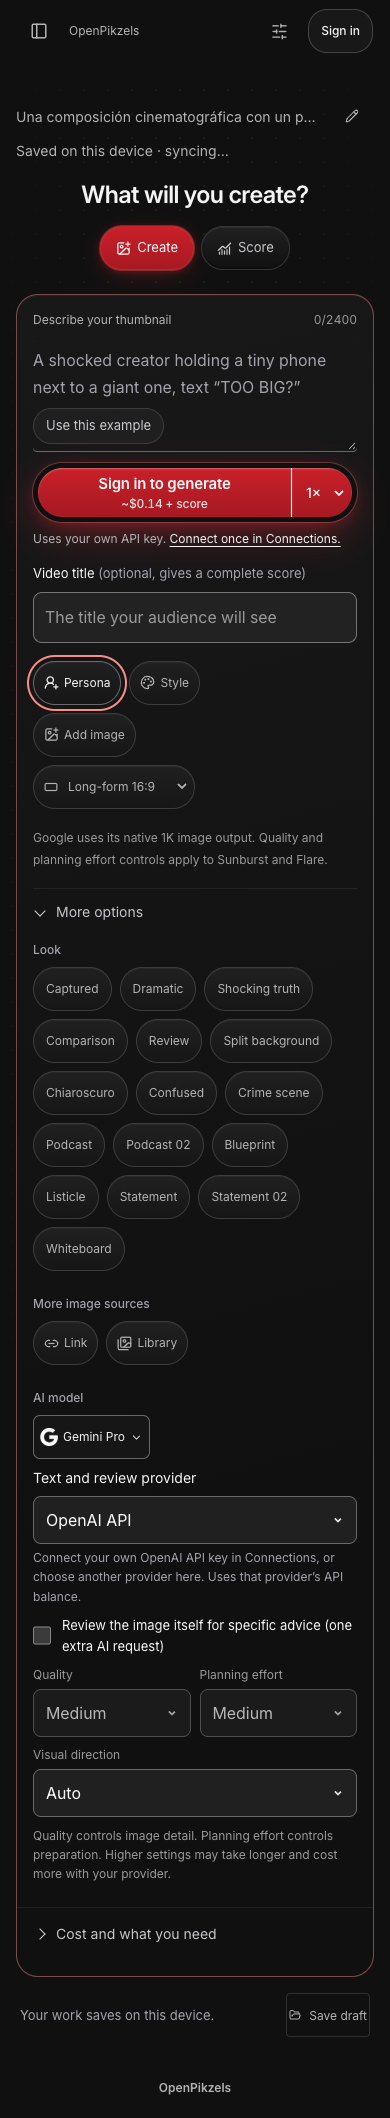 OpenPikzels
Sign in
Una composición cinematográfica con un p...
Saved on this device · syncing...
What will you create?
Create
Score
Describe your thumbnail
0/2400
A shocked creator holding a tiny phone
next to a giant one, text “TOO BIG?”
Use this example
Sign in to generate
~$0.14 + score
1×
Uses your own API key. Connect once in Connections.
Video title (optional, gives a complete score)
The title your audience will see
Persona
Style
Add image
Long-form 16:9
Google uses its native 1K image output. Quality and
planning effort controls apply to Sunburst and Flare.
More options
Look
Captured
Dramatic
Shocking truth
Comparison
Review
Split background
Chiaroscuro
Confused
Crime scene
Podcast
Podcast 02
Blueprint
Listicle
Statement
Statement 02
Whiteboard
More image sources
Link
Library
AI model
Gemini Pro
Text and review provider
OpenAI API
Connect your own OpenAI API key in Connections, or
choose another provider here. Uses that provider’s API
balance.
Review the image itself for specific advice (one
extra AI request)
Quality
Planning effort
Medium
Medium
Visual direction
Auto
Quality controls image detail. Planning effort controls
preparation. Higher settings may take longer and cost
more with your provider.
Cost and what you need
Your work saves on this device.
Save draft
OpenPikzels